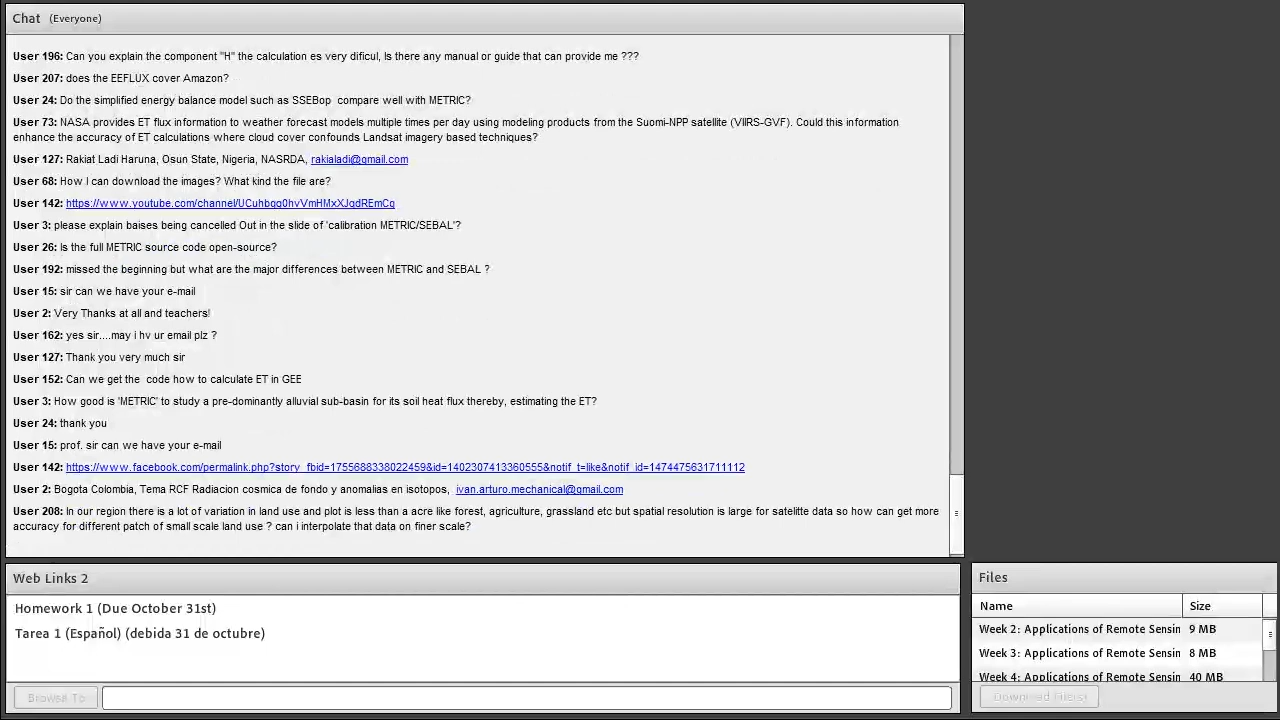 Chat (Everyone)
User 196: Can you explain the component "H" the calculation es very dificul, Is there any manual or guide that can provide me ???
User 207: does the EEFLUX cover Amazon?
User 24: Do the simplified energy balance model such as SSEBop compare well with METRIC?
User 73: NASA provides ET flux information to weather forecast models multiple times per day using modeling products from the Suomi-NPP satellite (VIIRS-GVF). Could this information
enhance the accuracy of ET calculations where cloud cover confounds Landsat imagery based techniques?
User 127: Rakiat Ladi Haruna, Osun State, Nigeria, NASRDA, rakialadi@gmail.com
User 68: How I can download the images? What kind the file are?
User 142: https://www.youtube.com/channel/
User 3: please explain baises being cancelled Out in the slide of 'calibration METRIC/SEBAL'?
User 26: Is the full METRIC source code open-source?
User 192: missed the beginning but what are the major differences between METRIC and SEBAL ?
User 15: sir can we have your e-mail
User 2: Very Thanks at all and teachers!
User 162: yes sir....may i hv ur email plz ?
User 127: Thank you very much sir
User 152: Can we get the code how to calculate ET in GEE
User 3: How good is 'METRIC' to study a pre-dominantly alluvial sub-basin for its soil heat flux thereby, estimating the ET?
User 24: thank you
User 15: prof. sir can we have your e-mail
User 142: https://www.facebook.com/permalink.php?story_fbid=1755688338022459&id=1402307413360555&notif_t=like&notif_id=1474475631711112
User 2: Bogota Colombia, Tema RCF Radiacion cosmica de fondo y anomalias en isotopos, ivan.arturo.mechanical@gmail.com
User 208: In our region there is a lot of variation in land use and plot is less than a acre like forest, agriculture, grassland etc but spatial resolution is large for satelitte data so how can get more
accuracy for different patch of small scale land use ? can i interpolate that data on finer scale?
Web Links 2
Homework 1 (Due October 31st)
Tarea 1 (Español) (debida 31 de octubre)
Browse To
Files
Name Size
Week 2: Applications of Remote Sensin 9 MB
Week 3: Applications of Remote Sensin 8 MB
Week 4: Applications of Remote Sensin 40 MB
Download File(s)